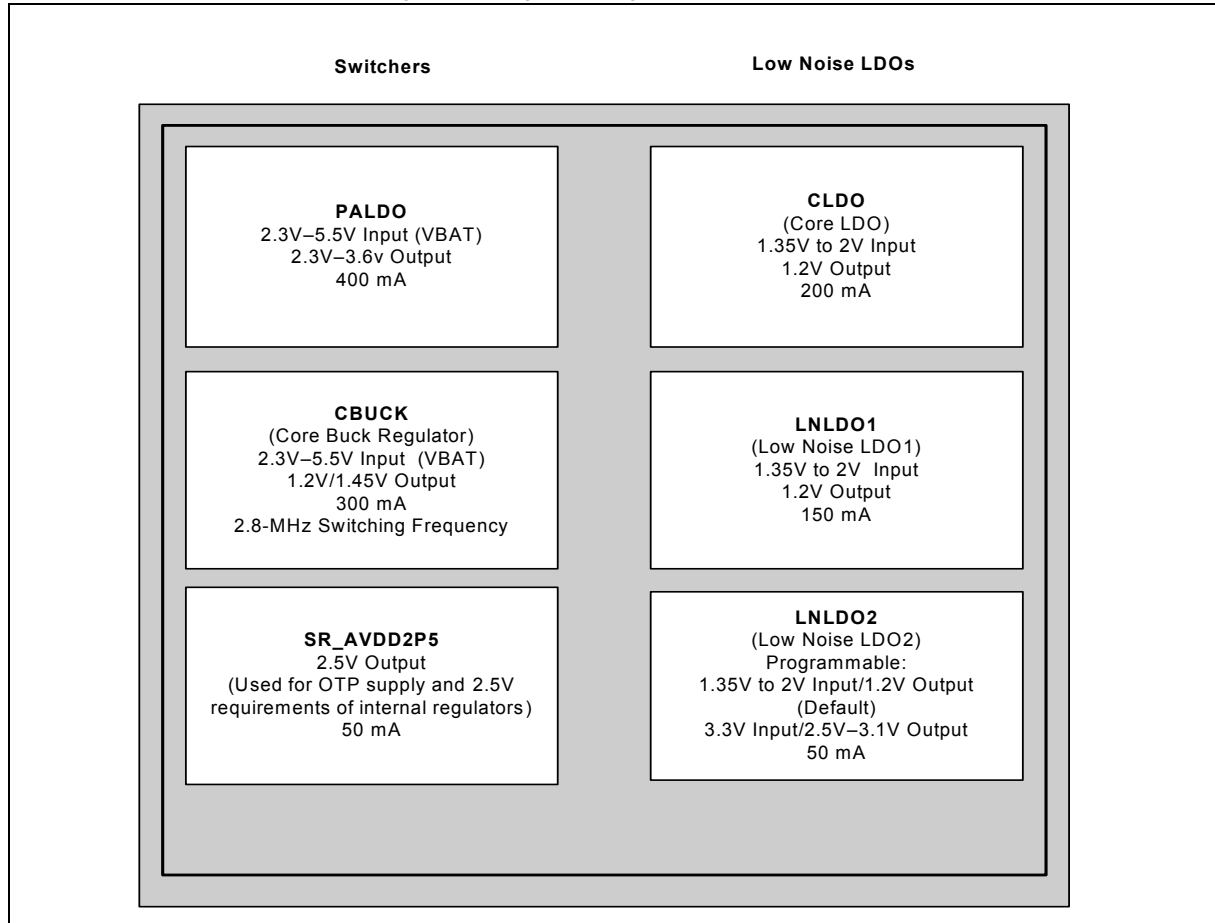 Switchers
Low Noise LDOs
PALDO
2.3V–5.5V Input (VBAT)
2.3V–3.6v Output
400 mA
CBUCK
(Core Buck Regulator)
2.3V–5.5V Input (VBAT)
1.2V/1.45V Output
300 mA
2.8-MHz Switching Frequency
SR_AVDD2P5
2.5V Output
(Used for OTP supply and 2.5V
requirements of internal regulators)
50 mA
CLDO
(Core LDO)
1.35V to 2V Input
1.2V Output
200 mA
LNLDO1
(Low Noise LDO1)
1.35V to 2V Input
1.2V Output
150 mA
LNLDO2
(Low Noise LDO2)
Programmable:
1.35V to 2V Input/1.2V Output
(Default)
3.3V Input/2.5V–3.1V Output
50 mA